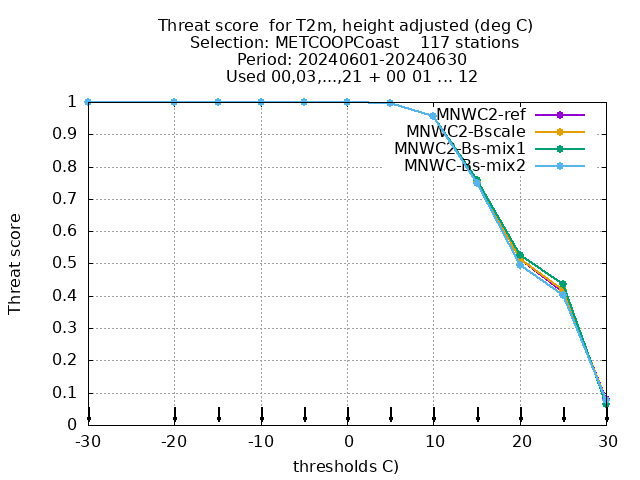 Threat score  for T2m, height adjusted (deg C)
Selection: METCOOPCoast    117 stations
Period: 20240601-20240630
Used 00,03,...,21 + 00 01 ... 12
MNWC2-ref
MNWC2-Bscale
MNWC2-Bs-mix1
MNWC-Bs-mix2
Threat score
1
0.9
0.8
0.7
0.6
0.5
0.4
0.3
0.2
0.1
0
-30 -20 -10 0 10 20 30
thresholds C)